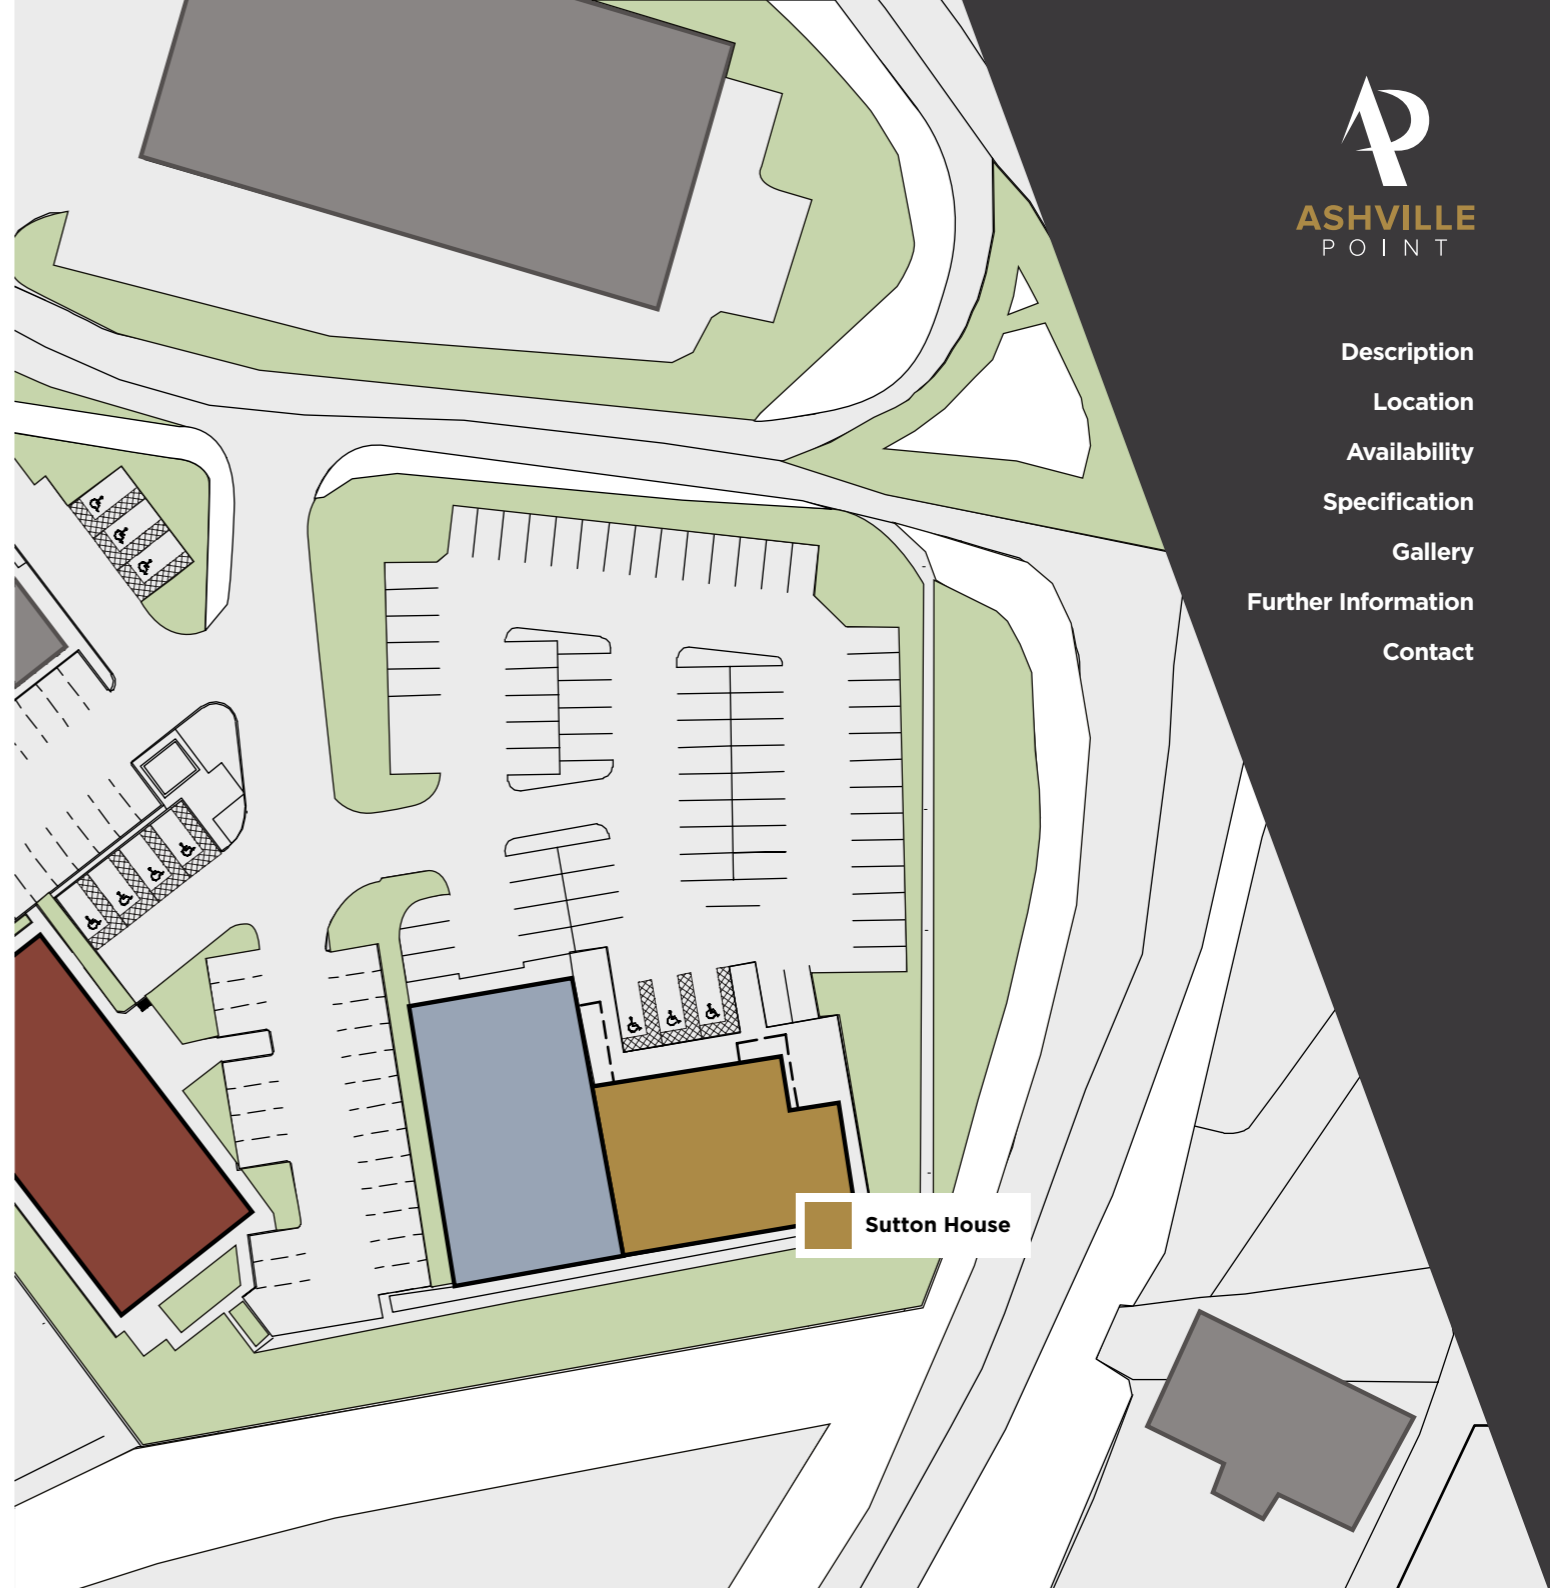 ASHVILLE
POINT
Description
Location
Availability
Specification
Gallery
Further Information
Contact
Sutton House